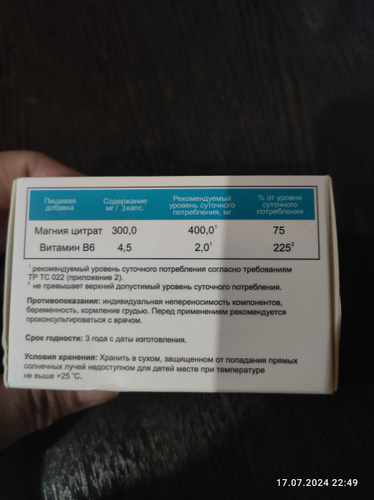 Пищевая добавка Содержание мг / 3 капс. Рекомендуемый уровень суточного потребления, мг % от уровня суточного потребления
Магния цитрат 300,0 400,0¹ 75
Витамин В6 4,5 2,0¹ 225²
¹ рекомендуемый уровень суточного потребления согласно требованиям
ТР ТС 022 (приложение 2).
² не превышает верхний допустимый уровень суточного потребления.
Противопоказания: индивидуальная непереносимость компонентов,
беременность, кормление грудью. Перед применением рекомендуется
проконсультироваться с врачом.
Срок годности: 3 года с даты изготовления.
Условия хранения: Хранить в сухом, защищенном от попадания прямых
солнечных лучей недоступном для детей месте при температуре
не выше +25 °С.
17.07.2024 22:49